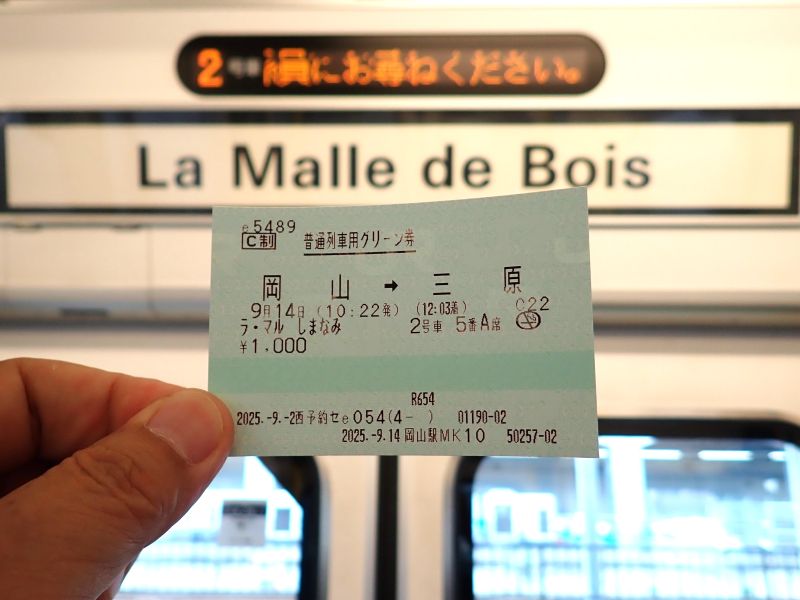 2号車 係員にお尋ねください。
La Malle de Bois
e5489
C制 普通列車用グリーン券
岡山 → 三原
9月14日 (10:22発) (12:03着) C22
ラ・マル しまなみ 2号車 5番A席
￥1,000
R654
2025.-9.-2西予約セe054(4- ) 01190-02
2025.-9.14 岡山駅MK10 50257-02